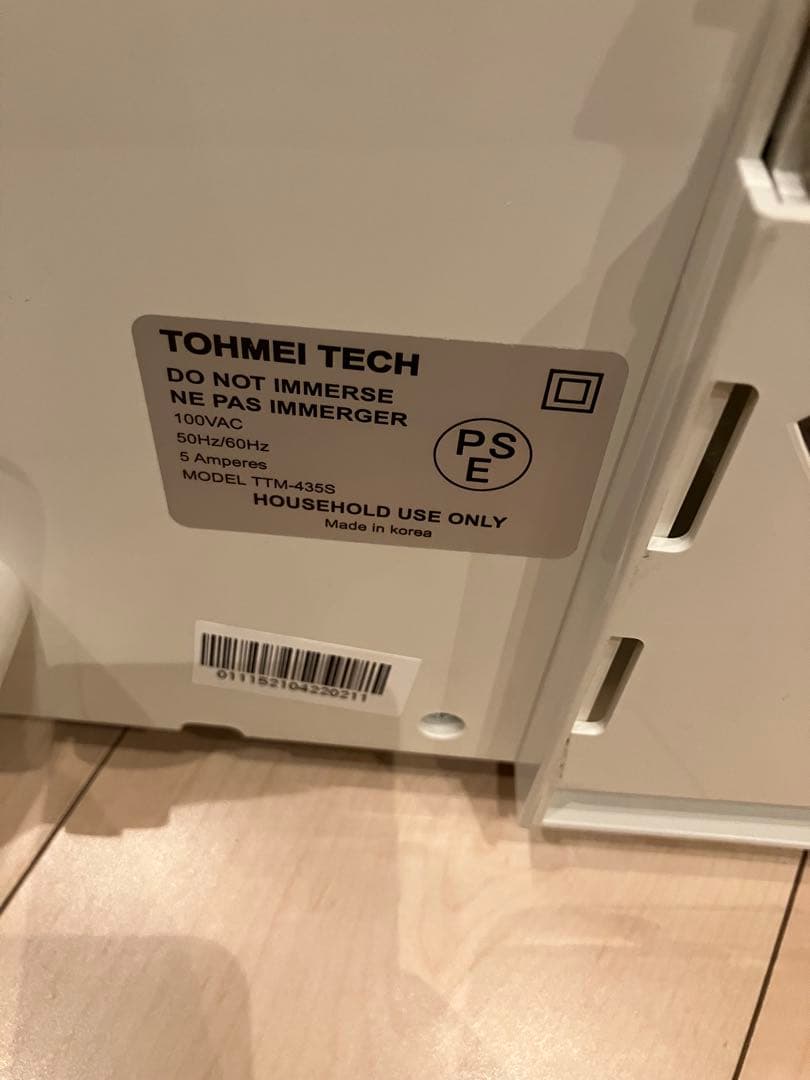 TOHMEI TECH
DO NOT IMMERSE
NE PAS IMMERGER
100VAC
50Hz/60Hz
5 Amperes
MODEL TTM-435S
PS
E
HOUSEHOLD USE ONLY
Made in korea
0111152104220211